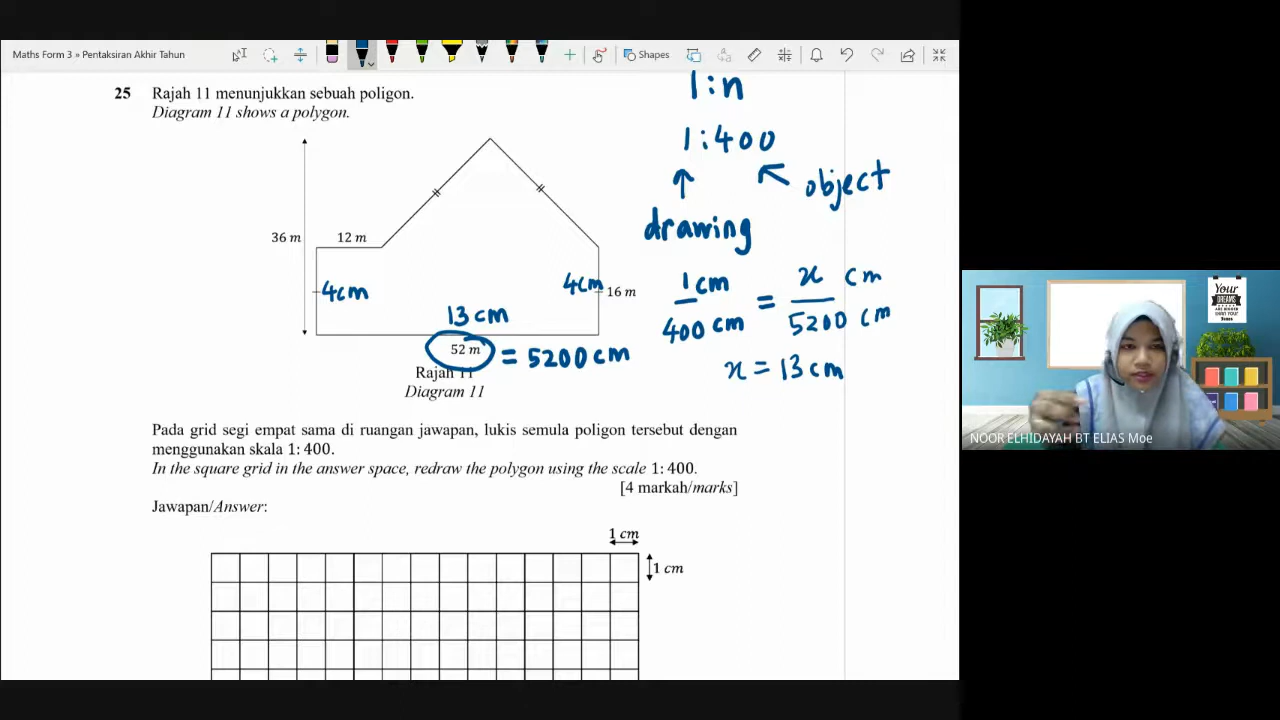 Maths Form 3 » Pentaksiran Akhir Tahun
Shapes
25 Rajah 11 menunjukkan sebuah poligon.
Diagram 11 shows a polygon.
36 m
12 m
4cm
4cm
16 m
13 cm
52 m = 5200 cm
Rajah 11
Diagram 11
1:n
1:400
drawing
object
1cm/400 cm = x cm/5200 cm
x = 13 cm
Pada grid segi empat sama di ruangan jawapan, lukis semula poligon tersebut dengan
menggunakan skala 1: 400.
In the square grid in the answer space, redraw the polygon using the scale 1: 400.
[4 markah/marks]
Jawapan/Answer:
1 cm
1 cm
Your
DREAMS
NOOR ELHIDAYAH BT ELIAS Moe